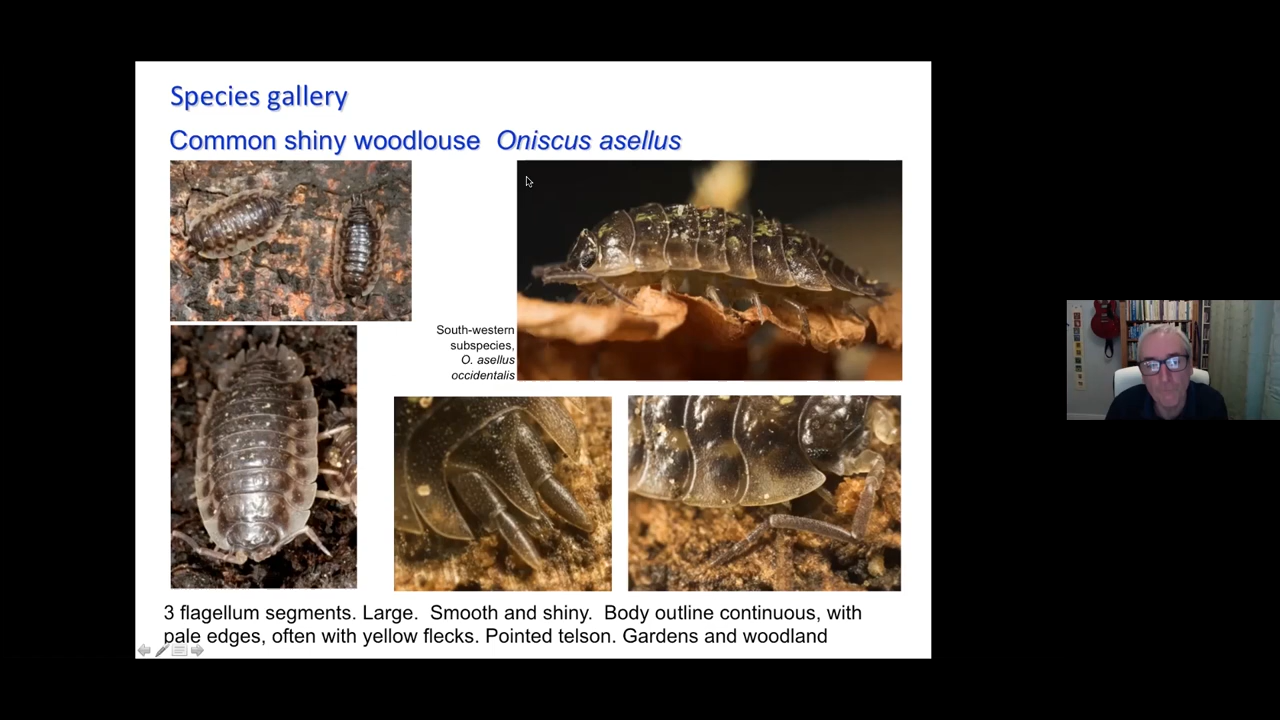 Species gallery
Common shiny woodlouse Oniscus asellus
South-western
subspecies,
O. asellus
occidentalis
3 flagellum segments. Large. Smooth and shiny. Body outline continuous, with
pale edges, often with yellow flecks. Pointed telson. Gardens and woodland